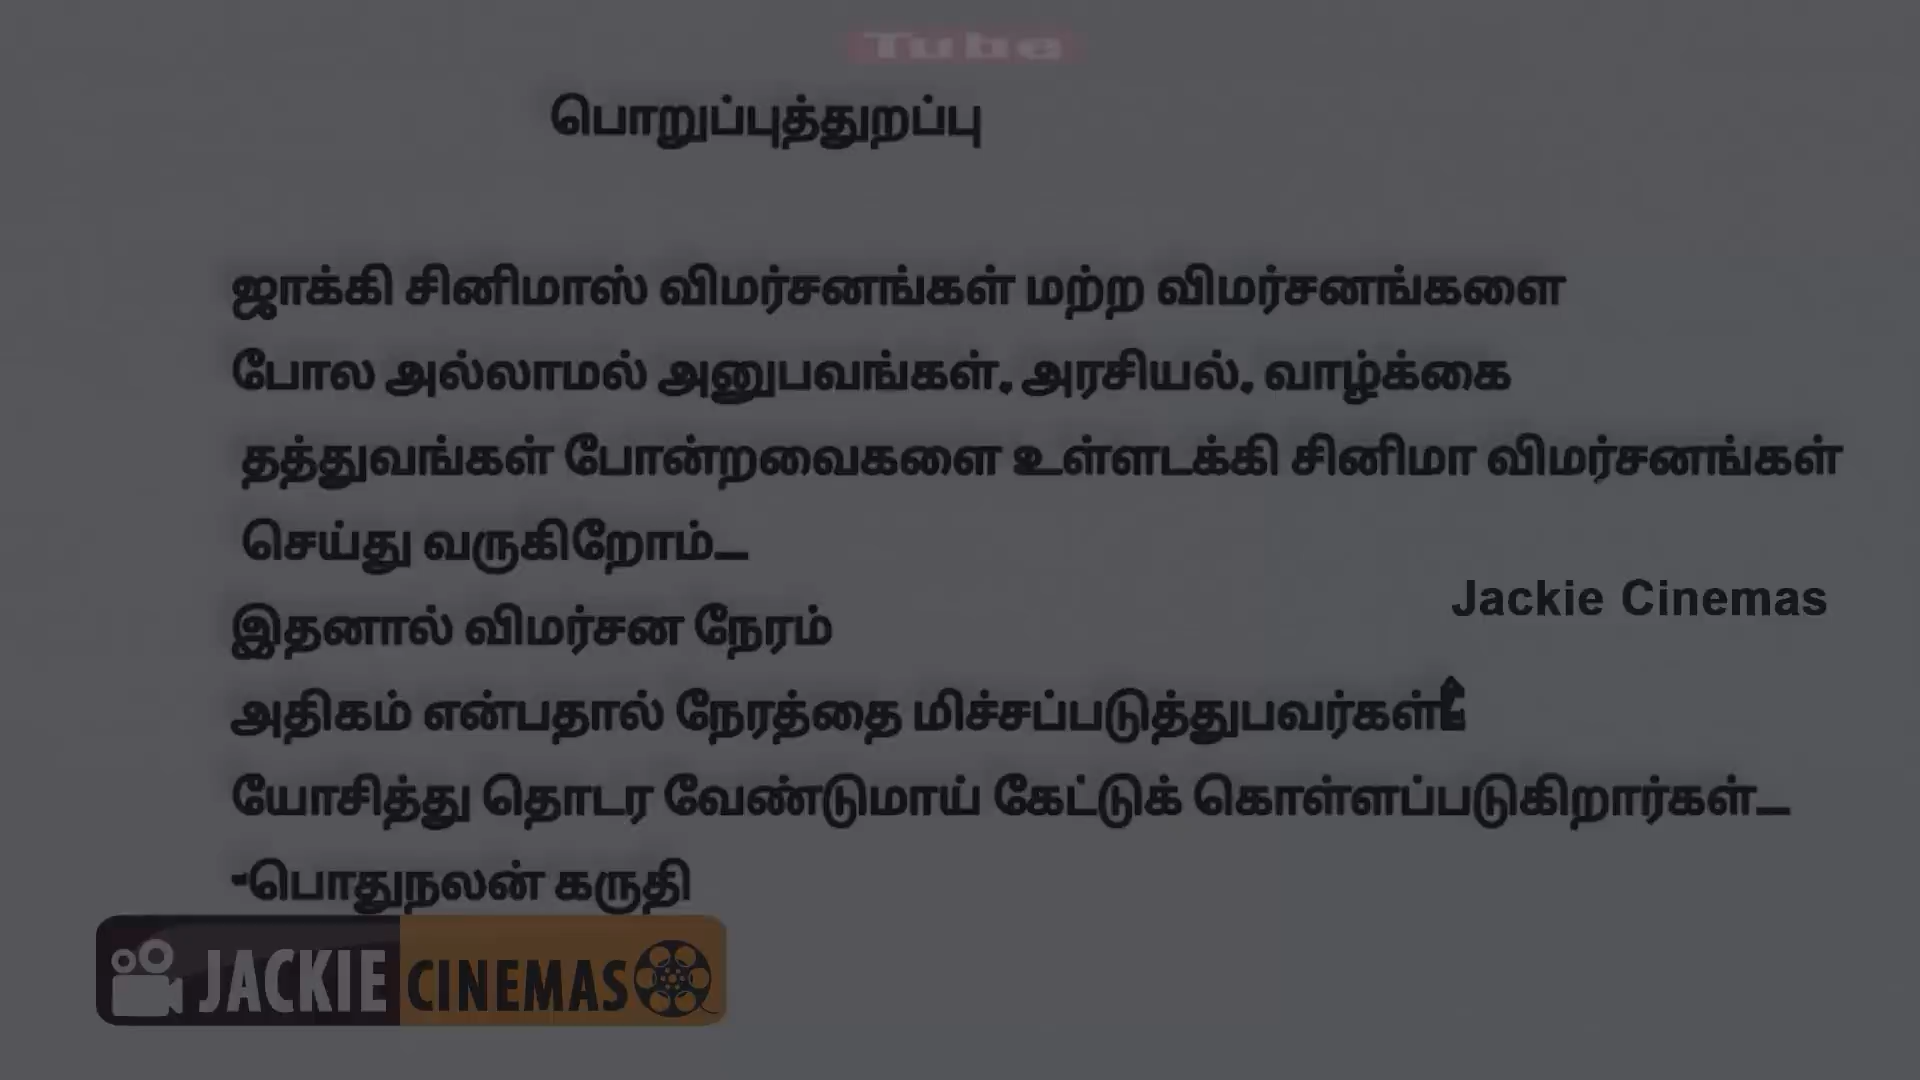 Tube
பொறுப்புத்துறப்பு
ஜாக்கி சினிமாஸ் விமர்சனங்கள் மற்ற விமர்சனங்களை
போல அல்லாமல் அனுபவங்கள், அரசியல், வாழ்க்கை
தத்துவங்கள் போன்றவைகளை உள்ளடக்கி சினிமா விமர்சனங்கள்
செய்து வருகிறோம்...
Jackie Cinemas
இதனால் விமர்சன நேரம்
அதிகம் என்பதால் நேரத்தை மிச்சப்படுத்துபவர்கள்
யோசித்து தொடர வேண்டுமாய் கேட்டுக் கொள்ளப்படுகிறார்கள்...
-பொதுநலன் கருதி
JACKIE CINEMAS